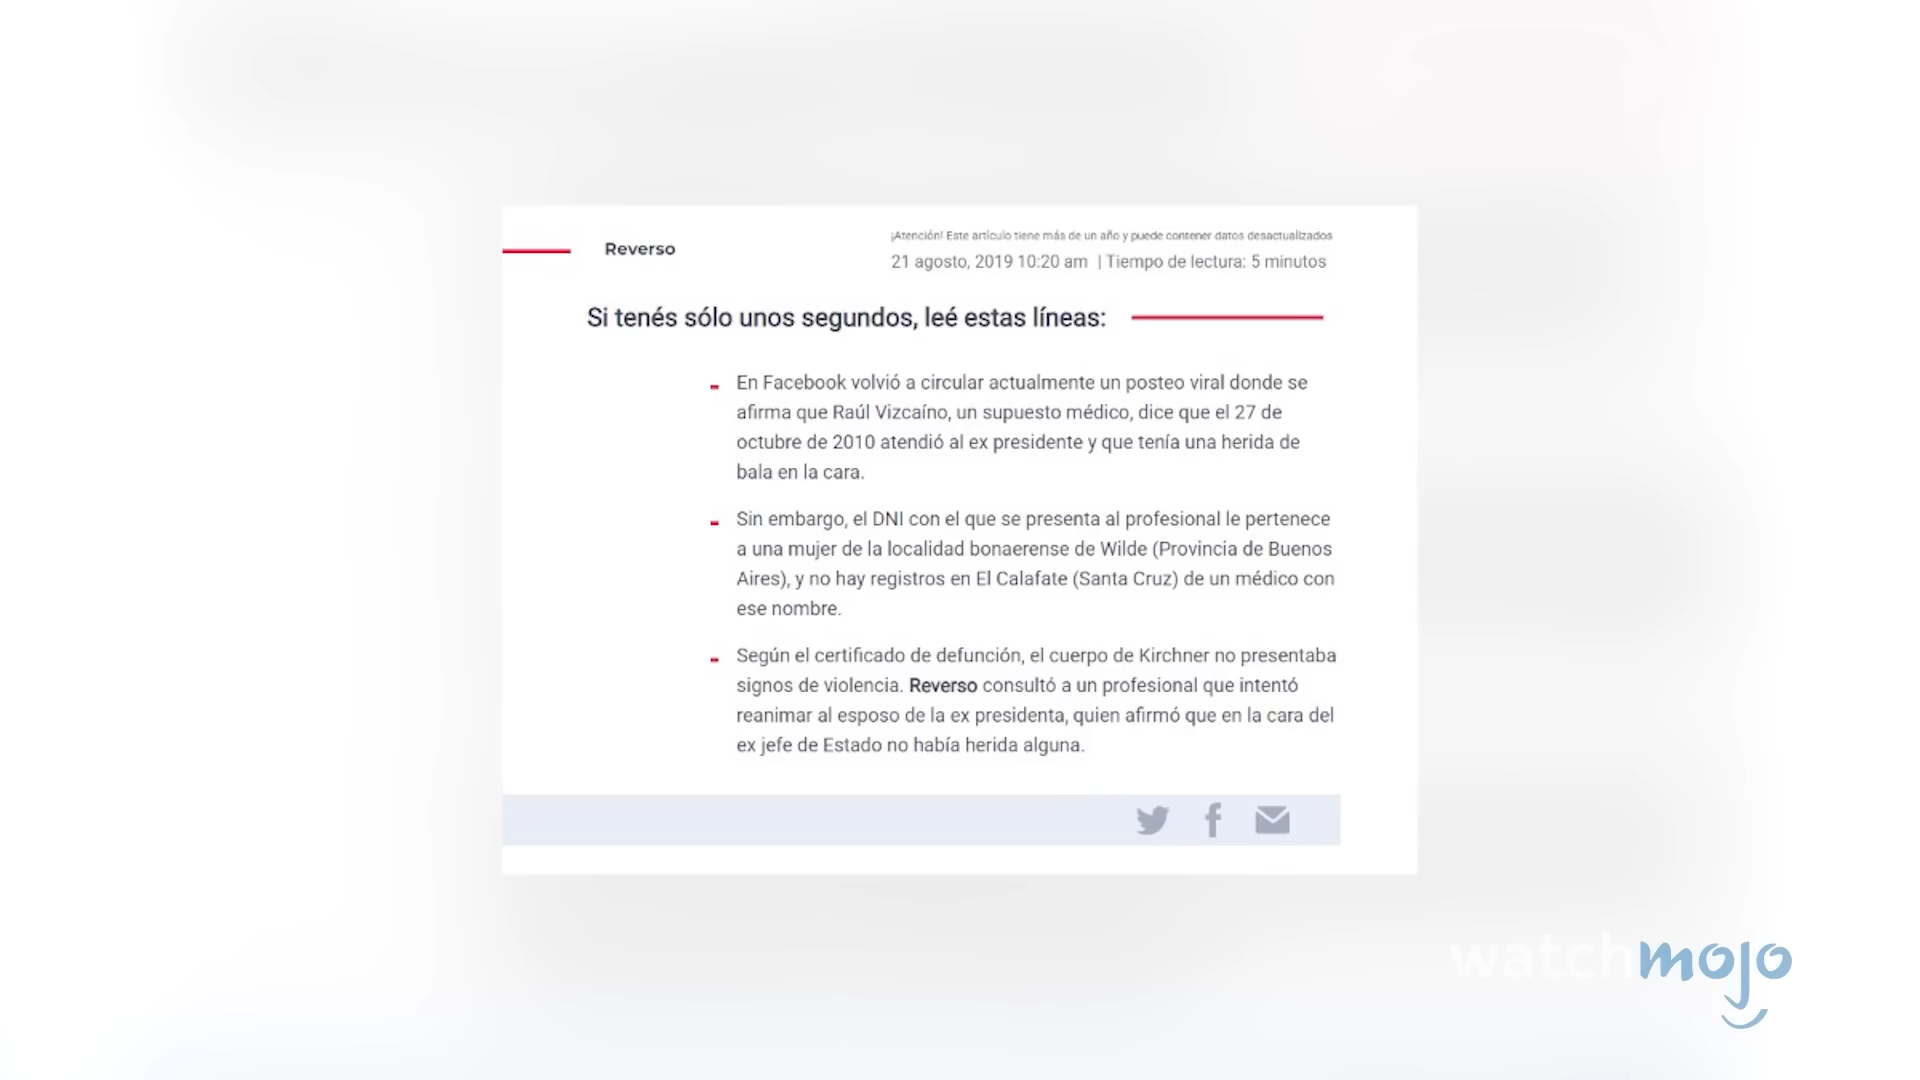 Reverso
¡Atención! Este artículo tiene más de un año y puede contener datos desactualizados
21 agosto, 2019 10:20 am | Tiempo de lectura: 5 minutos
Si tenés sólo unos segundos, leé estas líneas:
En Facebook volvió a circular actualmente un posteo viral donde se
afirma que Raúl Vizcaíno, un supuesto médico, dice que el 27 de
octubre de 2010 atendió al ex presidente y que tenía una herida de
bala en la cara.
Sin embargo, el DNI con el que se presenta al profesional le pertenece
a una mujer de la localidad bonaerense de Wilde (Provincia de Buenos
Aires), y no hay registros en El Calafate (Santa Cruz) de un médico con
ese nombre.
Según el certificado de defunción, el cuerpo de Kirchner no presentaba
signos de violencia. Reverso consultó a un profesional que intentó
reanimar al esposo de la ex presidenta, quien afirmó que en la cara del
ex jefe de Estado no había herida alguna.
watchmojo